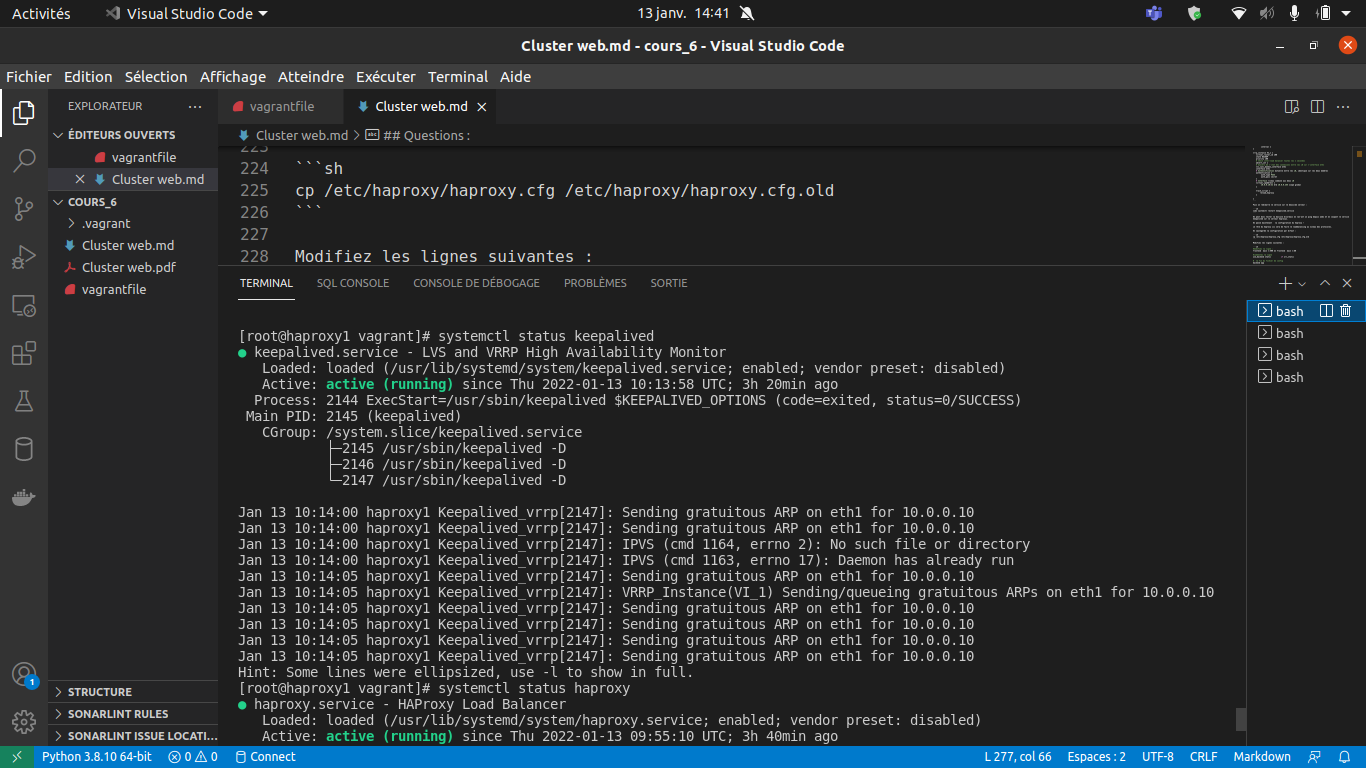 Activités
Visual Studio Code
13 janv. 14:41
Cluster web.md - cours_6 - Visual Studio Code
Fichier Edition Sélection Affichage Atteindre Exécuter Terminal Aide
EXPLORATEUR
ÉDITEURS OUVERTS
vagrantfile
Cluster web.md
COURS_6
.vagrant
Cluster web.md
Cluster web.pdf
vagrantfile
STRUCTURE
SONARLINT RULES
SONARLINT ISSUE LOCATI...
1
vagrantfile
Cluster web.md
Cluster web.md > ## Questions :
223
224 ```sh
225 cp /etc/haproxy/haproxy.cfg /etc/haproxy/haproxy.cfg.old
226 ```
227
228 Modifiez les lignes suivantes :
TERMINAL SQL CONSOLE CONSOLE DE DÉBOGAGE PROBLÈMES SORTIE
[root@haproxy1 vagrant]# systemctl status keepalived
● keepalived.service - LVS and VRRP High Availability Monitor
Loaded: loaded (/usr/lib/systemd/system/keepalived.service; enabled; vendor preset: disabled)
Active: active (running) since Thu 2022-01-13 10:13:58 UTC; 3h 20min ago
Process: 2144 ExecStart=/usr/sbin/keepalived $KEEPALIVED_OPTIONS (code=exited, status=0/SUCCESS)
Main PID: 2145 (keepalived)
CGroup: /system.slice/keepalived.service
├─2145 /usr/sbin/keepalived -D
├─2146 /usr/sbin/keepalived -D
└─2147 /usr/sbin/keepalived -D
Jan 13 10:14:00 haproxy1 Keepalived_vrrp[2147]: Sending gratuitous ARP on eth1 for 10.0.0.10
Jan 13 10:14:00 haproxy1 Keepalived_vrrp[2147]: Sending gratuitous ARP on eth1 for 10.0.0.10
Jan 13 10:14:00 haproxy1 Keepalived_vrrp[2147]: IPVS (cmd 1164, errno 2): No such file or directory
Jan 13 10:14:00 haproxy1 Keepalived_vrrp[2147]: IPVS (cmd 1163, errno 17): Daemon has already run
Jan 13 10:14:05 haproxy1 Keepalived_vrrp[2147]: Sending gratuitous ARP on eth1 for 10.0.0.10
Jan 13 10:14:05 haproxy1 Keepalived_vrrp[2147]: VRRP_Instance(VI_1) Sending/queueing gratuitous ARPs on eth1 for 10.0.0.10
Jan 13 10:14:05 haproxy1 Keepalived_vrrp[2147]: Sending gratuitous ARP on eth1 for 10.0.0.10
Jan 13 10:14:05 haproxy1 Keepalived_vrrp[2147]: Sending gratuitous ARP on eth1 for 10.0.0.10
Jan 13 10:14:05 haproxy1 Keepalived_vrrp[2147]: Sending gratuitous ARP on eth1 for 10.0.0.10
Jan 13 10:14:05 haproxy1 Keepalived_vrrp[2147]: Sending gratuitous ARP on eth1 for 10.0.0.10
Hint: Some lines were ellipsized, use -l to show in full.
[root@haproxy1 vagrant]# systemctl status haproxy
● haproxy.service - HAProxy Load Balancer
Loaded: loaded (/usr/lib/systemd/system/haproxy.service; enabled; vendor preset: disabled)
Active: active (running) since Thu 2022-01-13 09:55:10 UTC; 3h 40min ago
bash
bash
bash
bash
Python 3.8.10 64-bit 0 0 Connect
L 277, col 66 Espaces : 2 UTF-8 CRLF Markdown